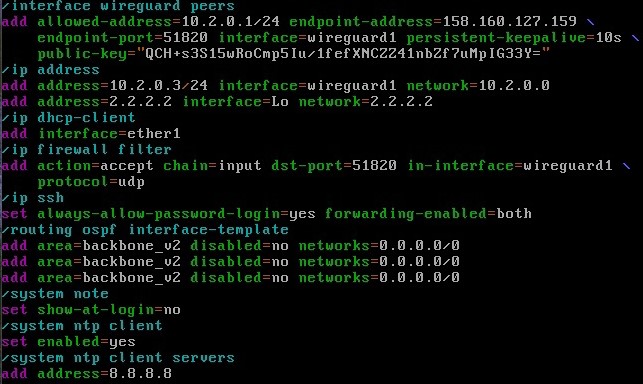 /interface wireguard peers
add allowed-address=10.2.0.1/24 endpoint-address=158.160.127.159 \
endpoint-port=51820 interface=wireguard1 persistent-keepalive=10s \
public-key="QCH+s3S15wRoCmp5Iu/1fefXNCZZ41nbZf7uMpIG33Y="
/ip address
add address=10.2.0.3/24 interface=wireguard1 network=10.2.0.0
add address=2.2.2.2 interface=Lo network=2.2.2.2
/ip dhcp-client
add interface=ether1
/ip firewall filter
add action=accept chain=input dst-port=51820 in-interface=wireguard1 \
protocol=udp
/ip ssh
set always-allow-password-login=yes forwarding-enabled=both
/routing ospf interface-template
add area=backbone_v2 disabled=no networks=0.0.0.0/0
add area=backbone_v2 disabled=no networks=0.0.0.0/0
add area=backbone_v2 disabled=no networks=0.0.0.0/0
/system note
set show-at-login=no
/system ntp client
set enabled=yes
/system ntp client servers
add address=8.8.8.8